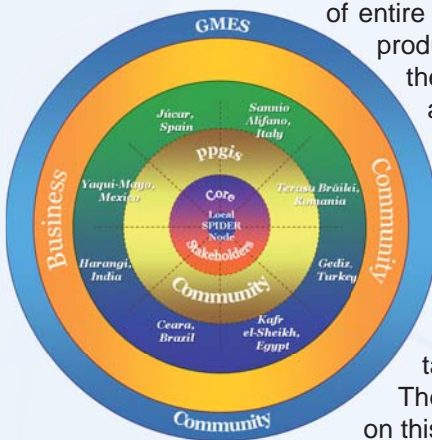 GMES
of entire
produ
the
a
Business
Community
Júcar,
Spain
Sannio
Alifano,
Italy
ppgis
Yaqui-Mayo,
Mexico
Terasu Brăilei,
Romania
Core
Local
SPIDER
Node
Stakeholders
Harangi,
India
Gediz,
Turkey
Community
Ceara,
Brazil
Kafr
el-Sheikh,
Egypt
Community
ta
The
on this